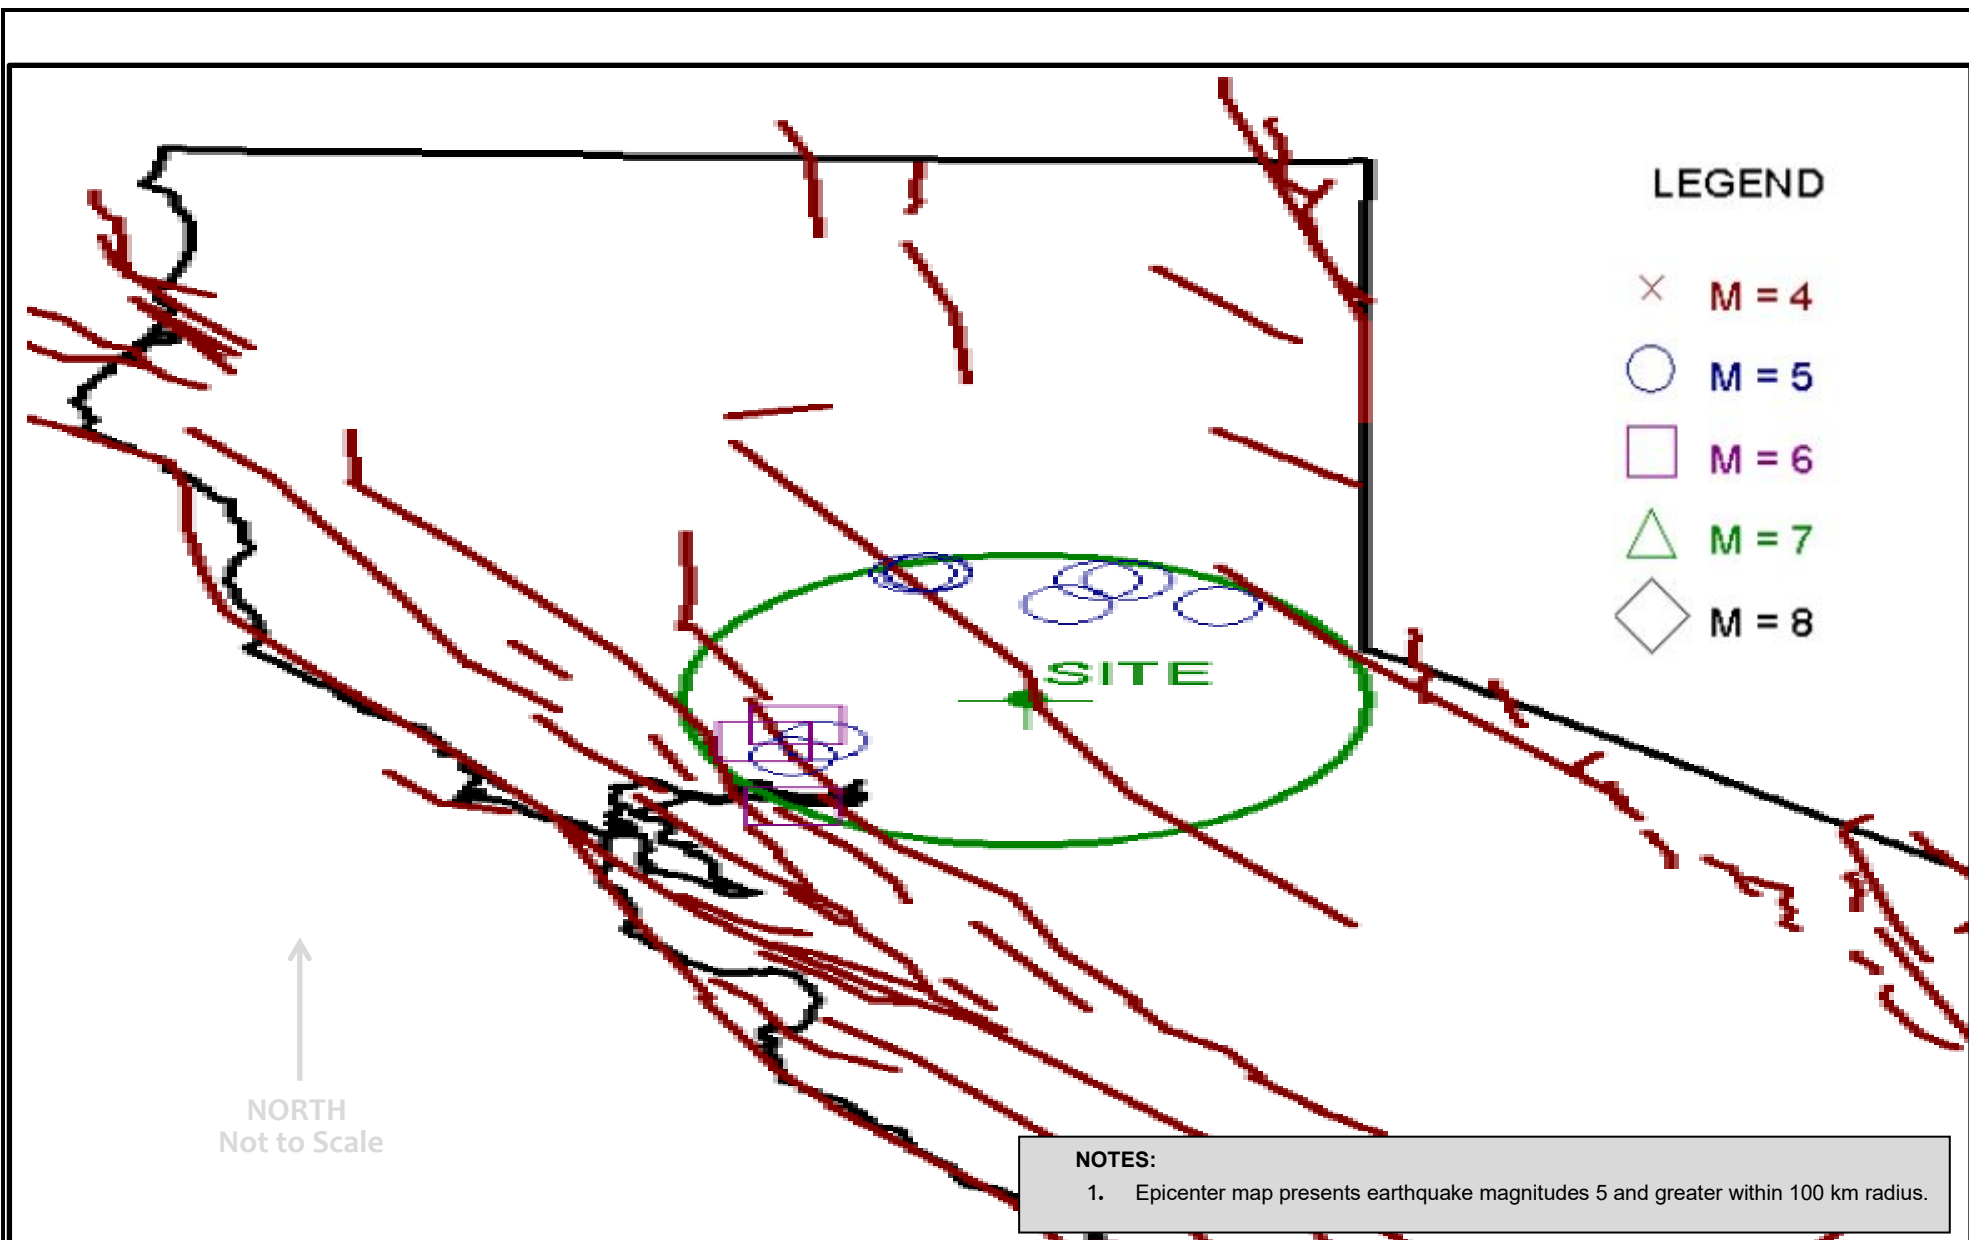 LEGEND
M = 4
M = 5
M = 6
M = 7
M = 8
SITE
NORTH
Not to Scale
NOTES:
1. Epicenter map presents earthquake magnitudes 5 and greater within 100 km radius.